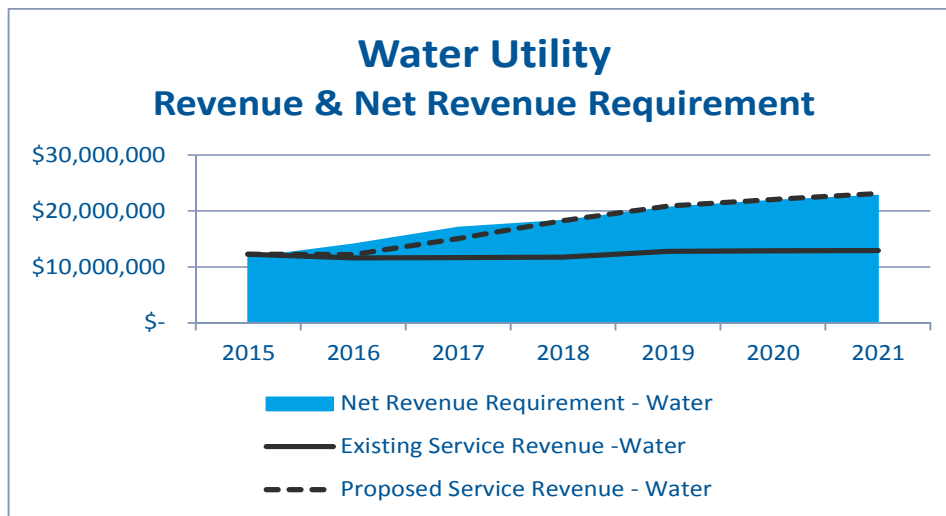 Water Utility
Revenue & Net Revenue Requirement
$30,000,000
$20,000,000
$10,000,000
$-
2015 2016 2017 2018 2019 2020 2021
Net Revenue Requirement - Water
Existing Service Revenue -Water
Proposed Service Revenue - Water